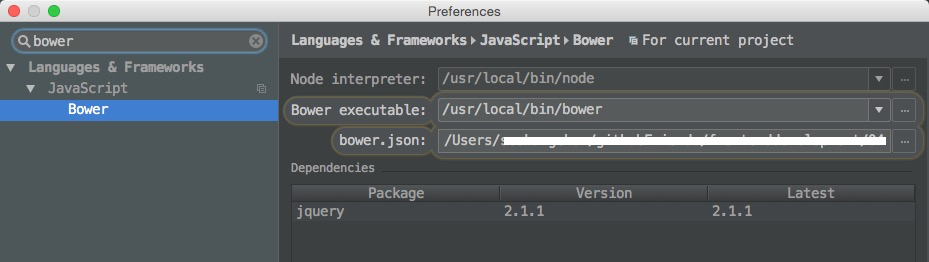 Preferences
bower
Languages & Frameworks
JavaScript
Bower
Languages & Frameworks › JavaScript › Bower For current project
Node interpreter: /usr/local/bin/node ...
Bower executable: /usr/local/bin/bower ...
bower.json: /Users/ ...
Dependencies
Package Version Latest
jquery 2.1.1 2.1.1